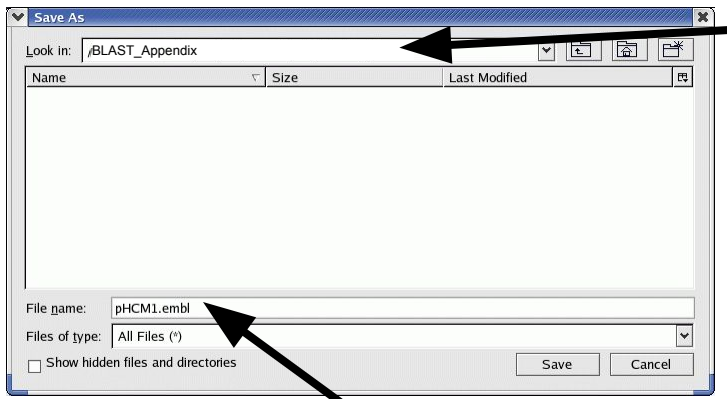 Save As
Look in: /BLAST_Appendix
Name Size Last Modified
File name: pHCM1.embl
Files of type: All Files (*)
Show hidden files and directories
Save Cancel